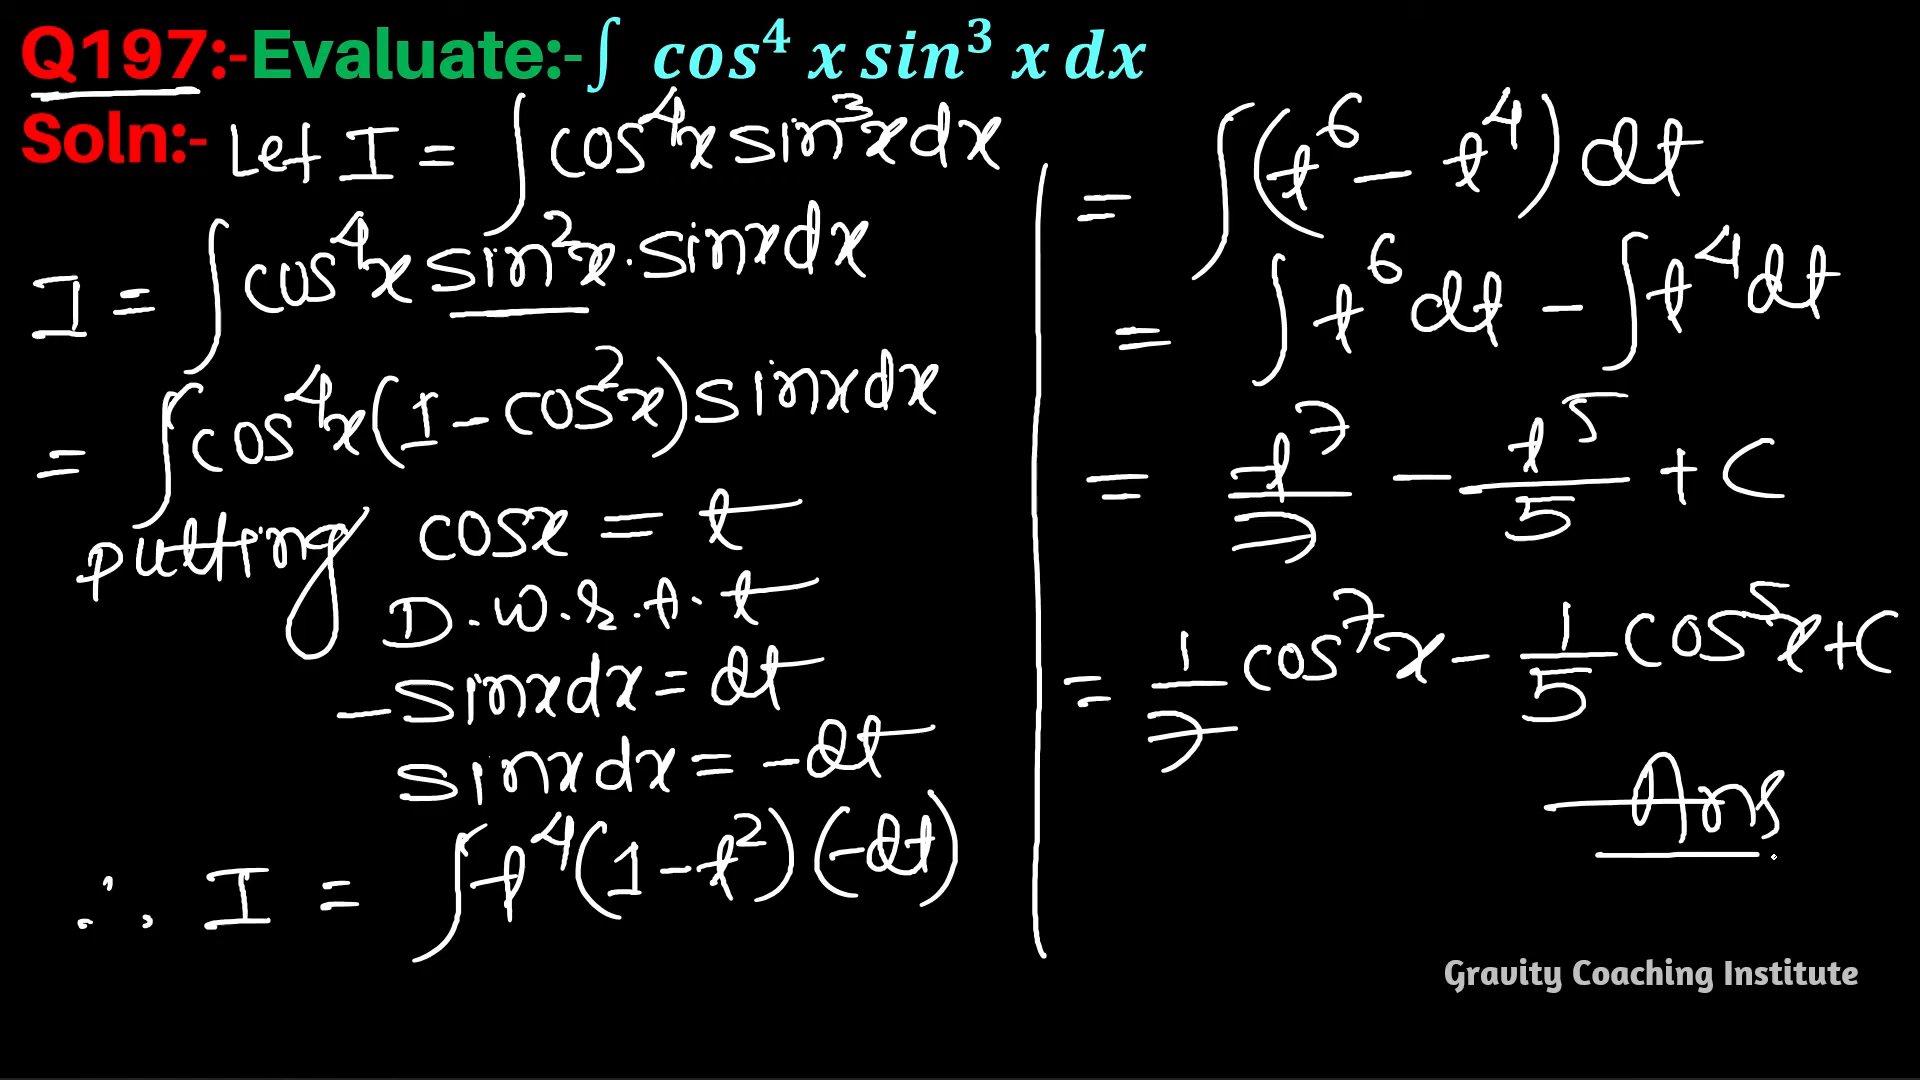 Q197:-Evaluate:-∫ cos⁴ x sin³ x dx
Soln:- Let I = ∫cos⁴x sin³x dx
I = ∫cos⁴x sin²x · sinx dx
= ∫cos⁴x(1 - cos²x) sinx dx
putting cosx = t
D.w.r.t. t
-sinx dx = dt
sinx dx = -dt
∴ I = ∫t⁴(1 - t²)(-dt)
= ∫(t⁶ - t⁴) dt
= ∫t⁶ dt - ∫t⁴ dt
= t⁷/7 - t⁵/5 + C
= 1/7 cos⁷x - 1/5 cos⁵x + C
Ans
Gravity Coaching Institute